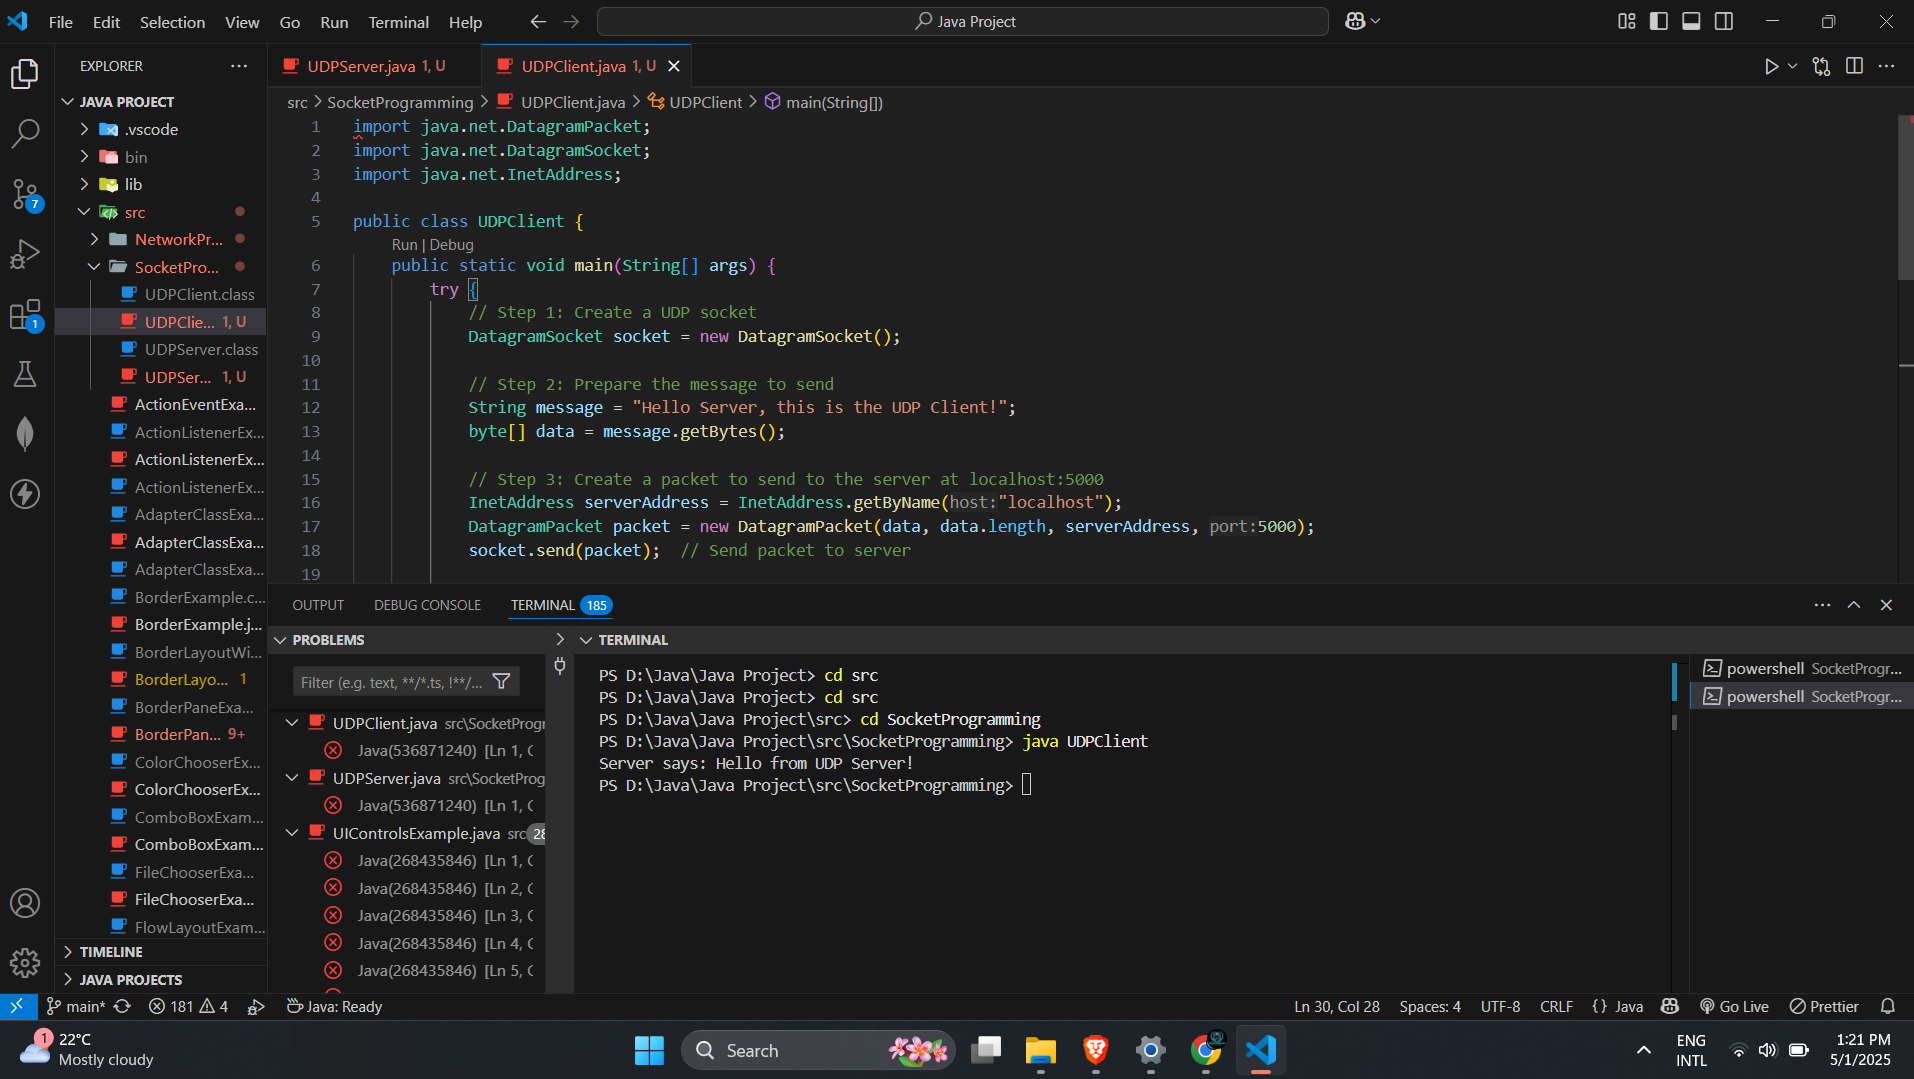 File Edit Selection View Go Run Terminal Help
Java Project
EXPLORER
JAVA PROJECT
.vscode
bin
lib
src
NetworkPr...
SocketPro...
UDPClient.class
UDPClie... 1, U
UDPServer.class
UDPSer... 1, U
ActionEventExa...
ActionListenerEx...
ActionListenerEx...
ActionListenerEx...
AdapterClassExa...
AdapterClassExa...
AdapterClassExa...
BorderExample.c...
BorderExample.j...
BorderLayoutWi...
BorderLayo... 1
BorderPaneExa...
BorderPan... 9+
ColorChooserEx...
ColorChooserEx...
ComboBoxExam...
ComboBoxExam...
FileChooserExa...
FileChooserExa...
FlowLayoutExam...
TIMELINE
JAVA PROJECTS
7
1
UDPServer.java 1, U
UDPClient.java 1, U
src > SocketProgramming > UDPClient.java > UDPClient > main(String[])
1 import java.net.DatagramPacket;
2 import java.net.DatagramSocket;
3 import java.net.InetAddress;
4
5 public class UDPClient {
Run | Debug
6 public static void main(String[] args) {
7 try {
8 // Step 1: Create a UDP socket
9 DatagramSocket socket = new DatagramSocket();
10
11 // Step 2: Prepare the message to send
12 String message = "Hello Server, this is the UDP Client!";
13 byte[] data = message.getBytes();
14
15 // Step 3: Create a packet to send to the server at localhost:5000
16 InetAddress serverAddress = InetAddress.getByName(host:"localhost");
17 DatagramPacket packet = new DatagramPacket(data, data.length, serverAddress, port:5000);
18 socket.send(packet); // Send packet to server
19
OUTPUT DEBUG CONSOLE TERMINAL 185
PROBLEMS
Filter (e.g. text, **/*.ts, !**/...
UDPClient.java src\SocketProgr
Java(536871240) [Ln 1, C
UDPServer.java src\SocketProg
Java(536871240) [Ln 1, C
UIControlsExample.java src 28
Java(268435846) [Ln 1, C
Java(268435846) [Ln 2, C
Java(268435846) [Ln 3, C
Java(268435846) [Ln 4, C
Java(268435846) [Ln 5, C
TERMINAL
PS D:\Java\Java Project> cd src
PS D:\Java\Java Project> cd src
PS D:\Java\Java Project\src> cd SocketProgramming
PS D:\Java\Java Project\src\SocketProgramming> java UDPClient
Server says: Hello from UDP Server!
PS D:\Java\Java Project\src\SocketProgramming>
powershell SocketProgr...
powershell SocketProgr...
main* 181 4 Java: Ready
Ln 30, Col 28 Spaces: 4 UTF-8 CRLF {} Java Go Live Prettier
1
22°C
Mostly cloudy
Search
ENG
INTL
1:21 PM
5/1/2025